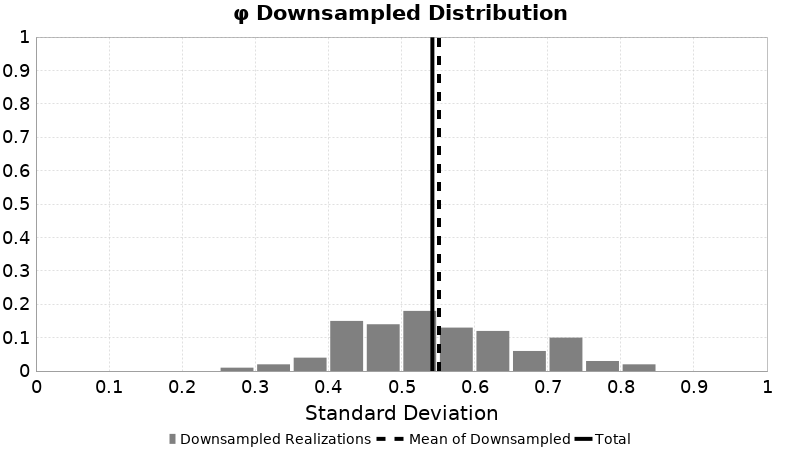 φ Downsampled Distribution
1
0.9
0.8
0.7
0.6
0.5
0.4
0.3
0.2
0.1
0
0 0.1 0.2 0.3 0.4 0.5 0.6 0.7 0.8 0.9 1
Standard Deviation
Downsampled Realizations Mean of Downsampled Total